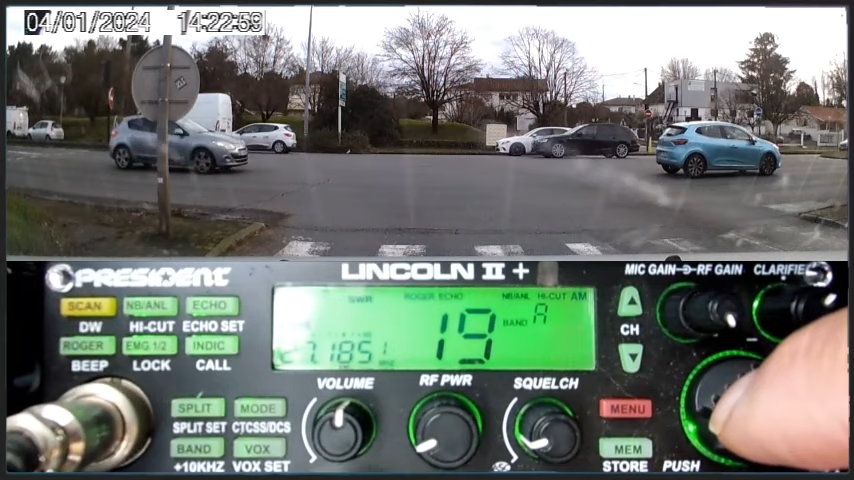 04/01/2024 14:22:59
PRESIDENT
LINCOLN II +
MIC GAIN RF GAIN CLARIFIER
SCAN NB/ANL ECHO
DW HI-CUT ECHO SET
ROGER EMG.1/2 INDIC
BEEP LOCK CALL
SWR ROGER ECHO NB/ANL HI-CUT AM
19 BAND A
27.185
CH
VOLUME RF PWR SQUELCH
SPLIT MODE
SPLIT SET CTCSS/DCS
BAND VOX
+10KHZ VOX SET
MENU
MEM
STORE PUSH